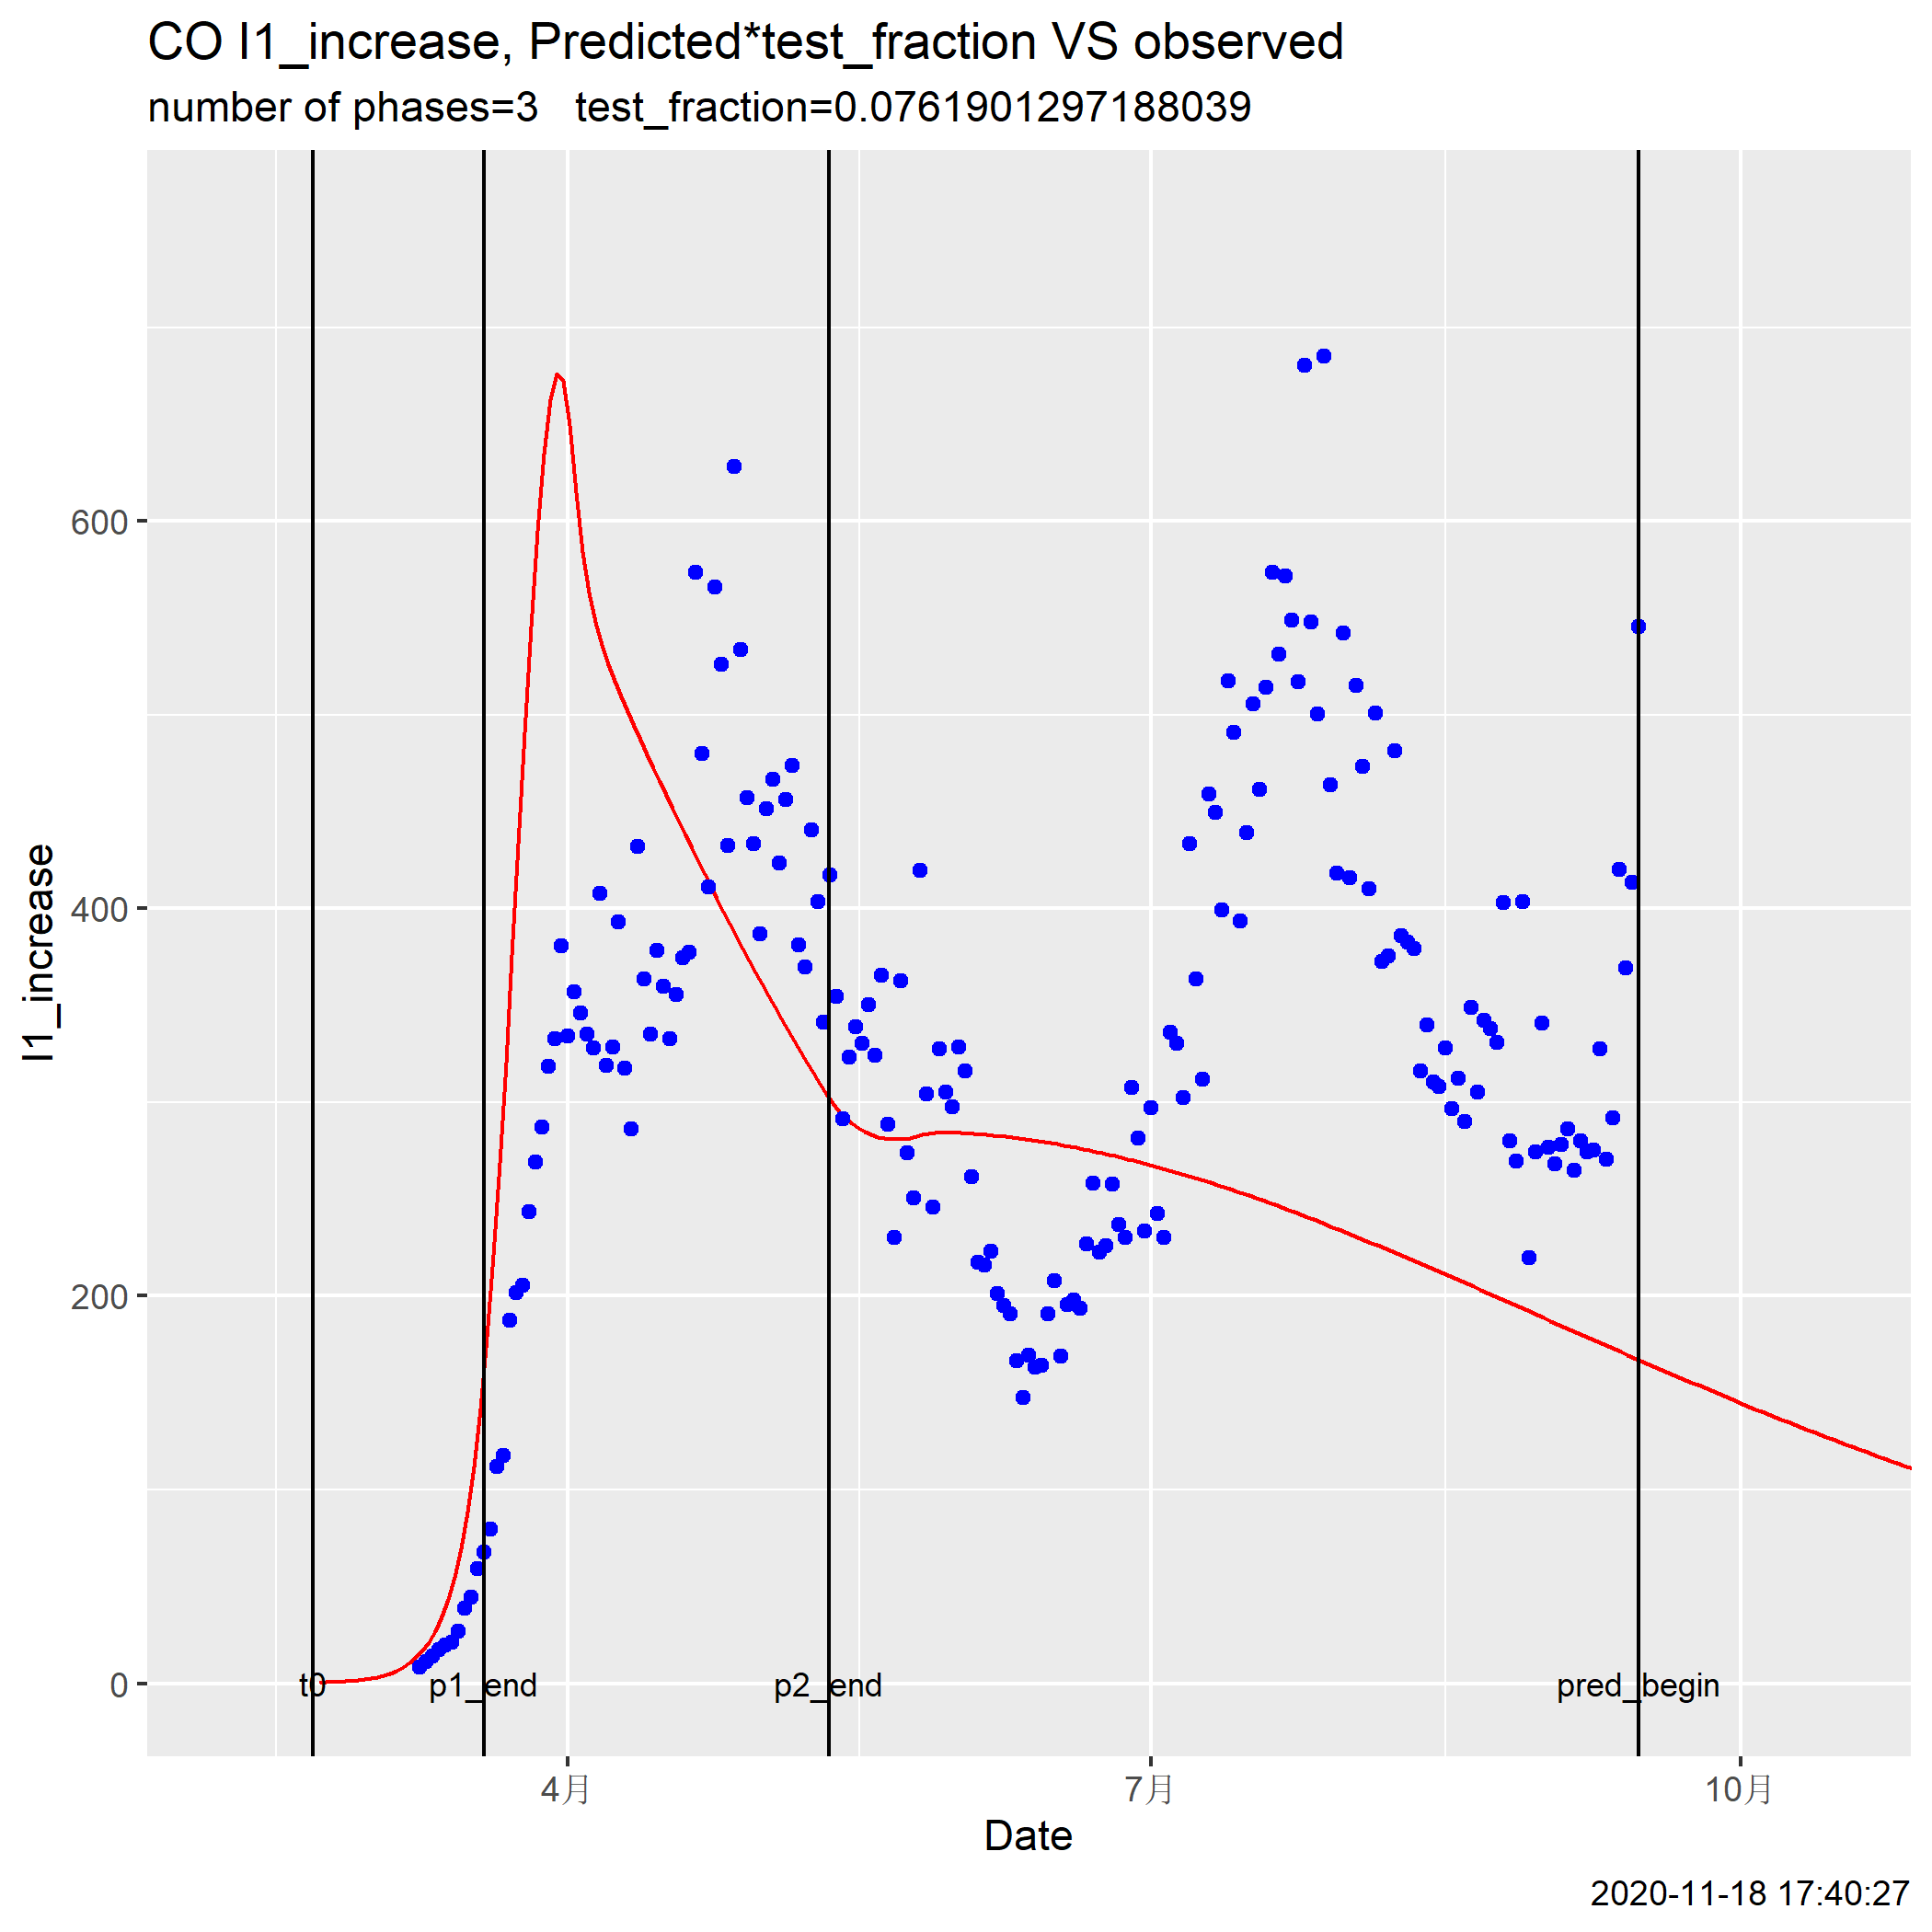 CO I1_increase, Predicted*test_fraction VS observed
number of phases=3   test_fraction=0.0761901297188039
I1_increase
600
400
200
0
t0
p1_end
p2_end
pred_begin
4月
7月
10月
Date
2020-11-18 17:40:27